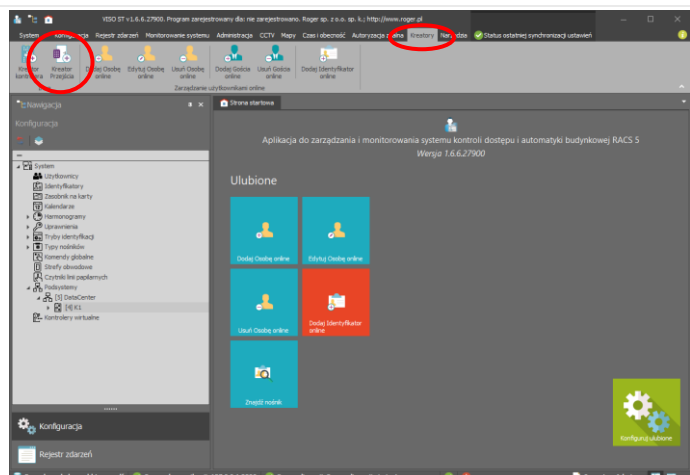 VISO ST v1.6.6.27900. Program zarejestrowany dla: nie zarejestrowano. Roger sp. z o.o. sp. k.; http://www.roger.pl
System Konfiguracja Rejestr zdarzeń Monitorowanie systemu Administracja CCTV Mapy Czas i obecność Autoryzacja Kreatory Narzędzia Status ostatniej synchronizacji ustawień
Kreator kontrolera
Kreator Przejścia
Dodaj Osobę online
Edytuj Osobę online
Usuń Osobę online
Dodaj Gościa online
Usuń Gościa online
Dodaj Identyfikator online
Zarządzanie użytkownikami online
Nawigacja
Strona startowa
Konfiguracja
System
Użytkownicy
Identyfikatory
Zasobnik na karty
Kalendarze
Harmonogramy
Uprawnienia
Tryby identyfikacji
Typy nośników
Komendy globalne
Strefy obwodowe
Czytniki linii papilarnych
Podsystemy
[3] DataCenter
[4] K1
Kontrolery wirtualne
Aplikacja do zarządzania i monitorowania systemu kontroli dostępu i automatyki budynkowej RACS 5
Wersja 1.6.6.27900
Ulubione
Dodaj Osobę online
Edytuj Osobę online
Usuń Osobę online
Dodaj Identyfikator
online
Znajdź nośnik
Konfiguruj ulubione
Konfiguracja
Rejestr zdarzeń